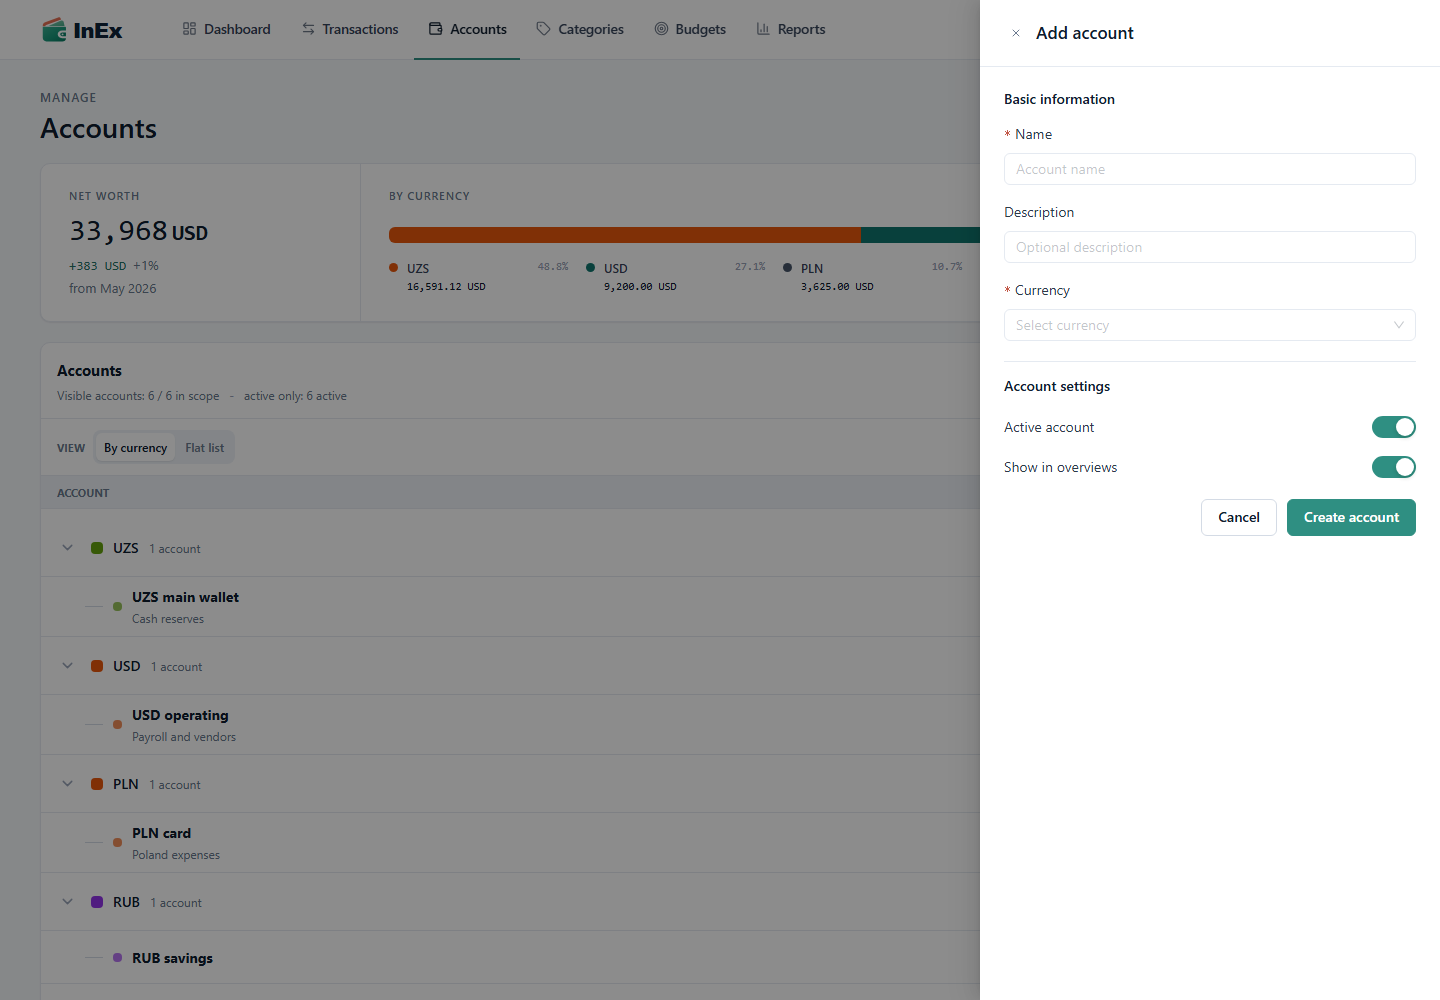 InEx
Dashboard
Transactions
Accounts
Categories
Budgets
Reports
MANAGE
Accounts
NET WORTH
33,968 USD
+383 USD +1%
from May 2026
BY CURRENCY
UZS 48.8%
16,591.12 USD
USD 27.1%
9,200.00 USD
PLN 10.7%
3,625.00 USD
Accounts
Visible accounts: 6 / 6 in scope - active only: 6 active
VIEW By currency Flat list
ACCOUNT
UZS 1 account
UZS main wallet
Cash reserves
USD 1 account
USD operating
Payroll and vendors
PLN 1 account
PLN card
Poland expenses
RUB 1 account
RUB savings
Add account
Basic information
* Name
Account name
Description
Optional description
* Currency
Select currency
Account settings
Active account
Show in overviews
Cancel
Create account